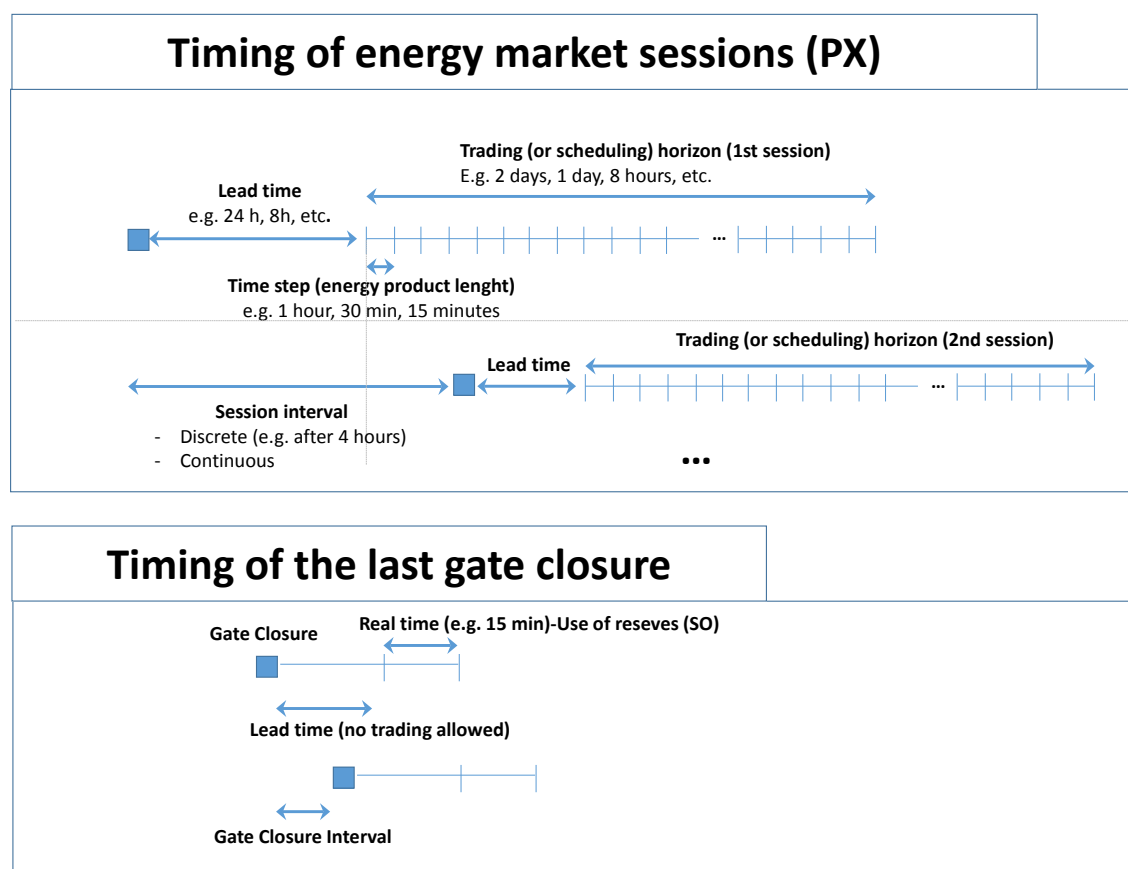 Timing of energy market sessions (PX)
Trading (or scheduling) horizon (1st session)
E.g. 2 days, 1 day, 8 hours, etc.
Lead time
e.g. 24 h, 8h, etc.
...
Time step (energy product lenght)
e.g. 1 hour, 30 min, 15 minutes
Trading (or scheduling) horizon (2nd session)
Lead time
...
Session interval
- Discrete (e.g. after 4 hours)
- Continuous
...
Timing of the last gate closure
Real time (e.g. 15 min)-Use of reseves (SO)
Gate Closure
Lead time (no trading allowed)
Gate Closure Interval